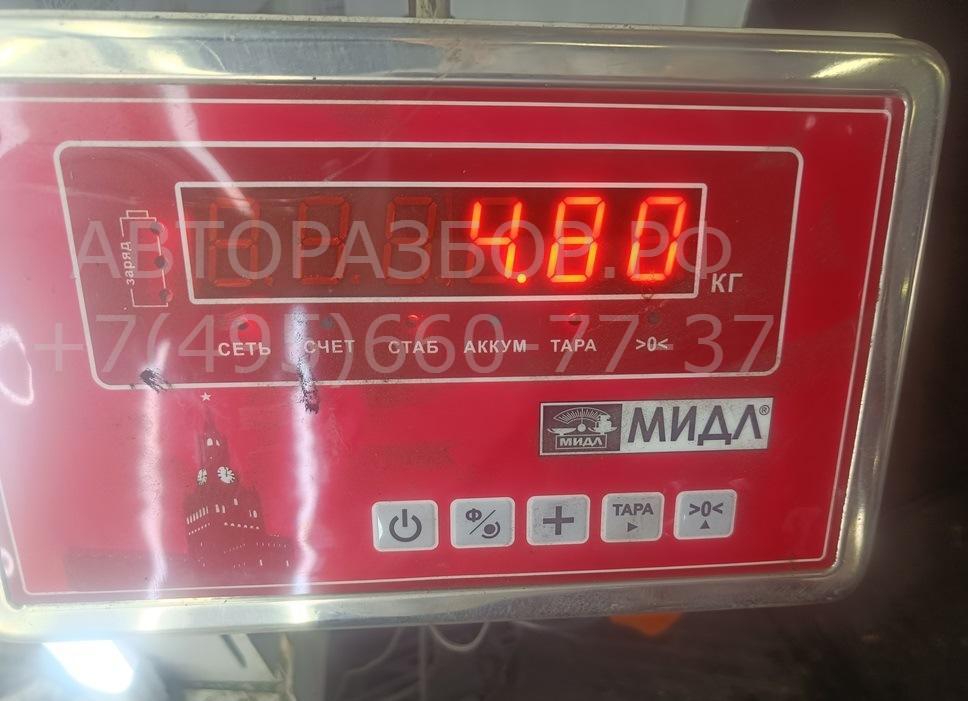 заряд
АВТОРАЗБОР.РФ
4.80
КГ
+7(495)660-77-37
СЕТЬ СЧЕТ СТАБ АККУМ ТАРА >0<
МИДЛ МИДЛ®
Ф/ + ТАРА >0<